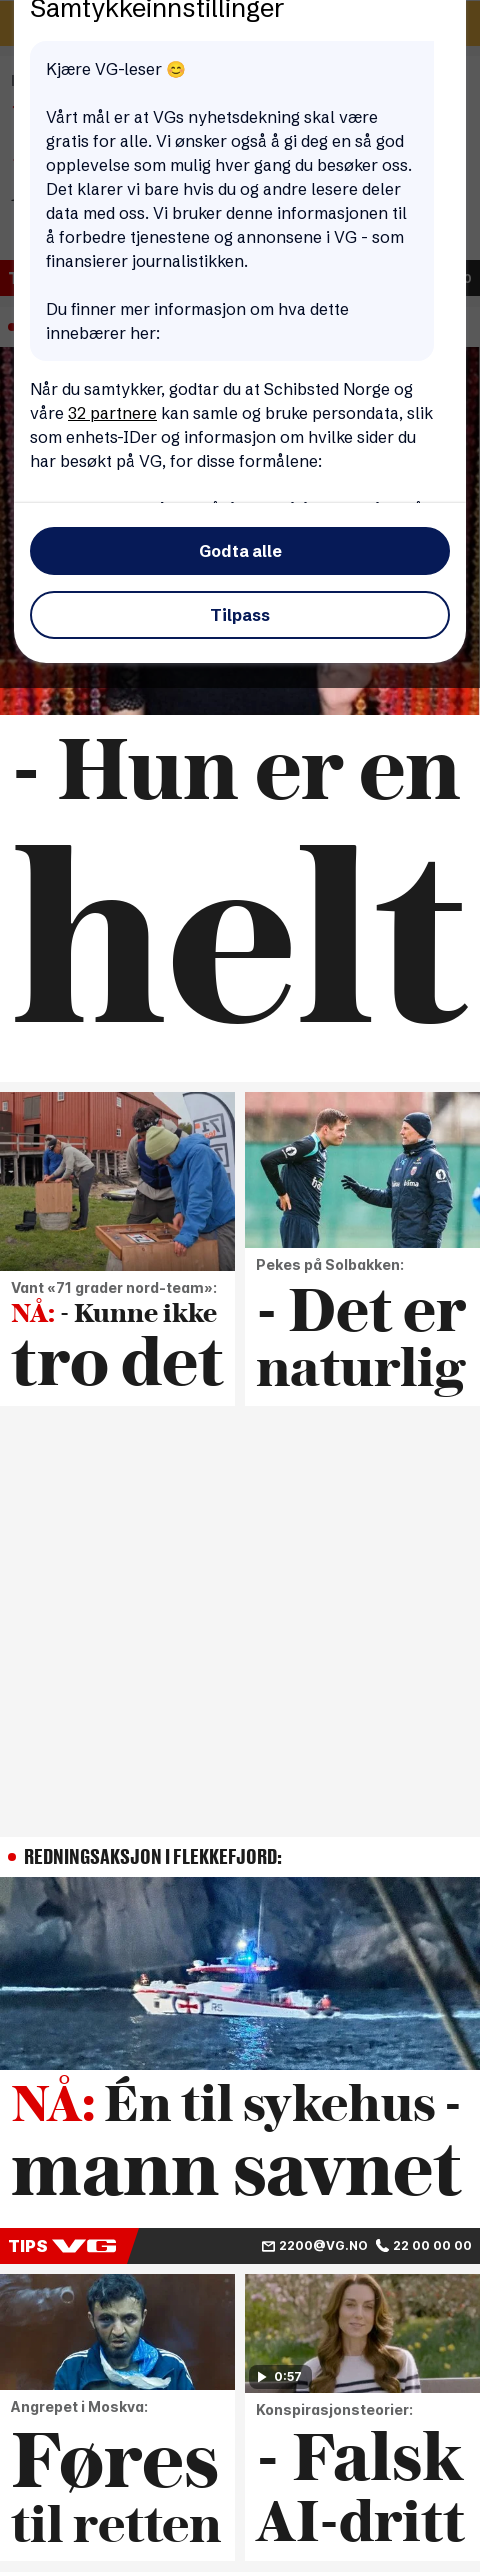 Samtykkeinnstillinger
Kjære VG-leser 😊
Vårt mål er at VGs nyhetsdekning skal være
gratis for alle. Vi ønsker også å gi deg en så god
opplevelse som mulig hver gang du besøker oss.
Det klarer vi bare hvis du og andre lesere deler
data med oss. Vi bruker denne informasjonen til
å forbedre tjenestene og annonsene i VG - som
finansierer journalistikken.
Du finner mer informasjon om hva dette
innebærer her:
Når du samtykker, godtar du at Schibsted Norge og
våre 32 partnere kan samle og bruke persondata, slik
som enhets-IDer og informasjon om hvilke sider du
har besøkt på VG, for disse formålene:
Godta alle
Tilpass
- Hun er en
helt
Vant «71 grader nord-team»:
NÅ: - Kunne ikke
tro det
Pekes på Solbakken:
- Det er
naturlig
REDNINGSAKSJON I FLEKKEFJORD:
RS
NÅ: Én til sykehus -
mann savnet
TIPS VG
2200@VG.NO 22 00 00 00
Angrepet i Moskva:
Føres
til retten
0:57
Konspirasjonsteorier:
- Falsk
AI-dritt